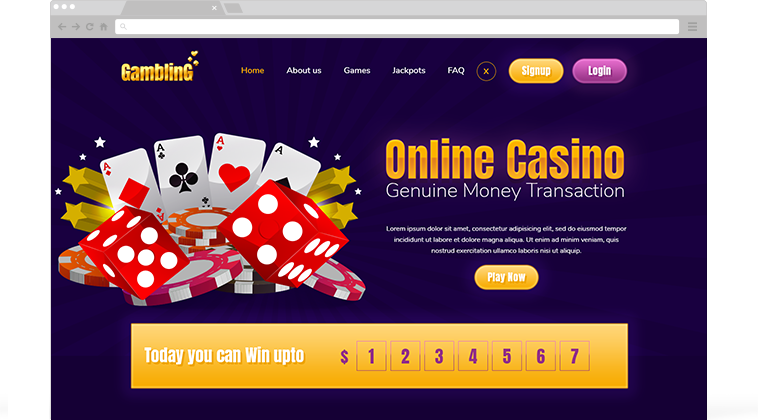 GamblinG
Home About us Games Jackpots FAQ X Signup Login
A A A A
Online Casino
Genuine Money Transaction
Lorem ipsum dolor sit amet, consectetur adipisicing elit, sed do eiusmod tempor
incididunt ut labore et dolore magna aliqua. Ut enim ad minim veniam, quis
nostrud exercitation ullamco laboris nisi ut aliquip.
Play Now
Today you can Win upto $ 1 2 3 4 5 6 7